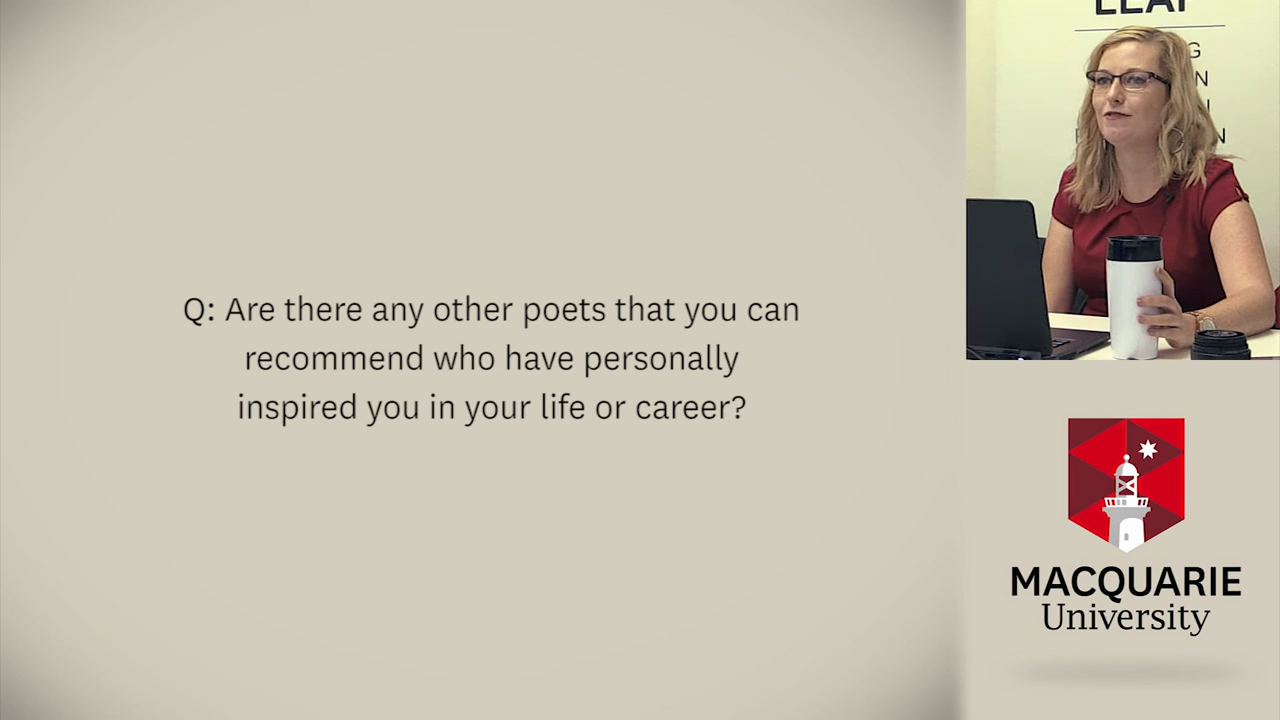 Q: Are there any other poets that you can
recommend who have personally
inspired you in your life or career?
MACQUARIE
University